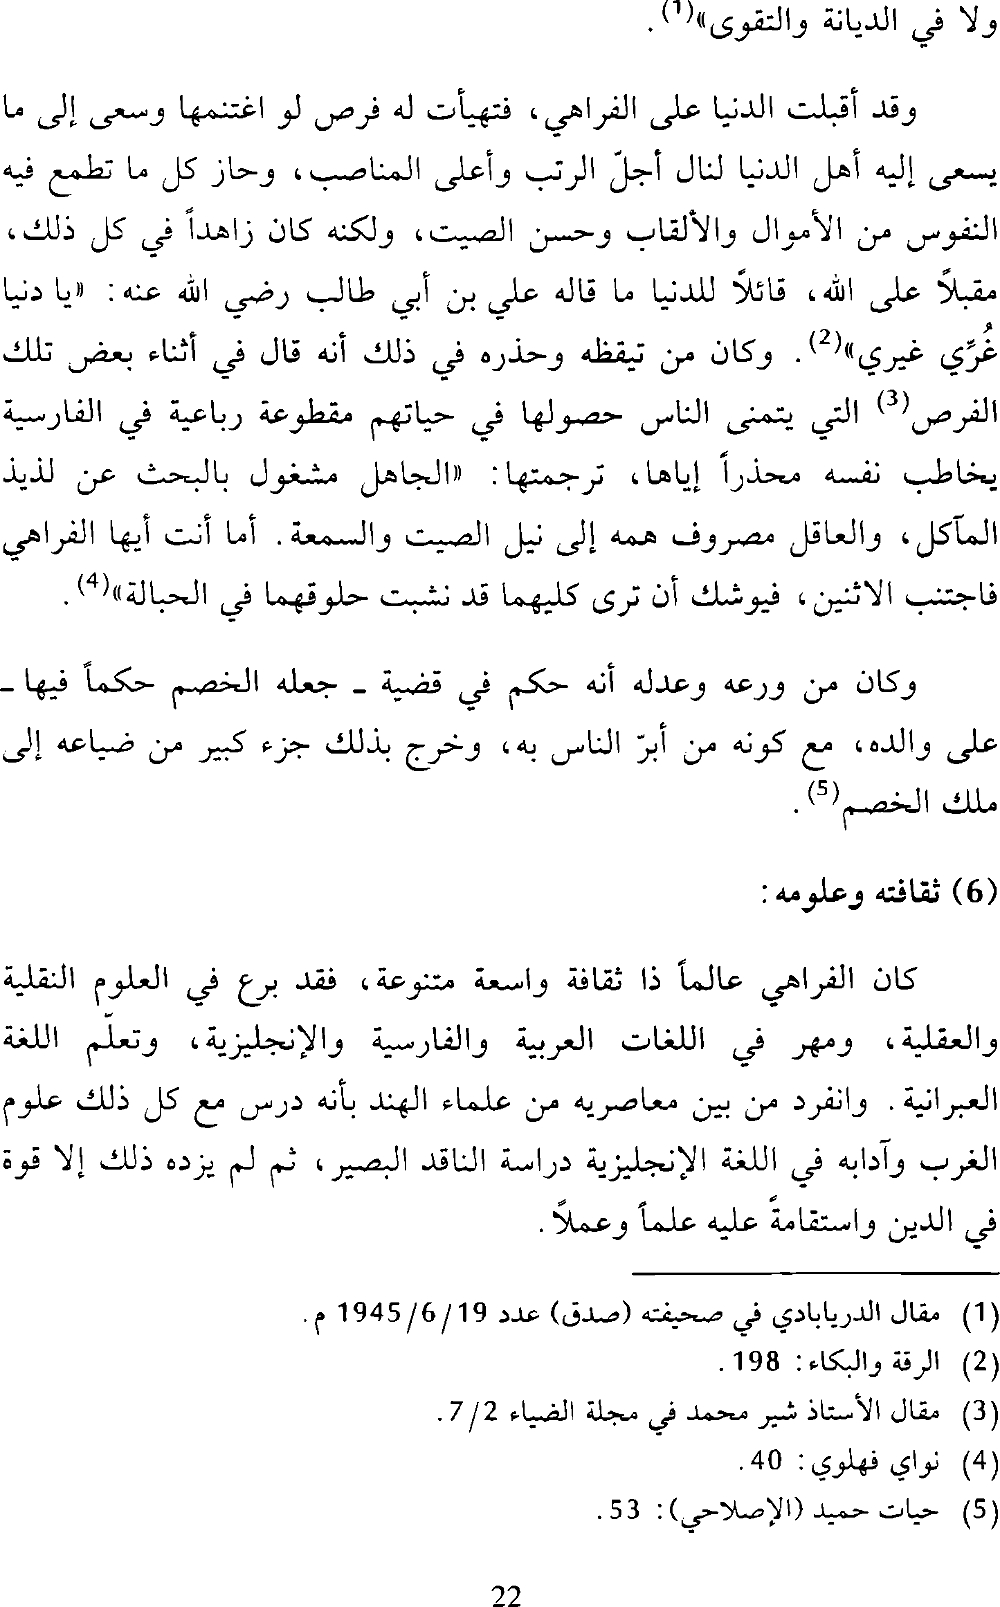 ولا في الديانة والتقوى»(1).
وقد أقبلت الدنيا على الفراهي، فتهيأت له فرص لو اغتنمها وسعى إلى ما
يسعى إليه أهل الدنيا لنال أجلّ الرتب وأعلى المناصب، وحاز كل ما تطمع فيه
النفوس من الأموال والألقاب وحسن الصيت، ولكنه كان زاهداً في كل ذلك،
مقبلاً على الله، قائلاً للدنيا ما قاله علي بن أبي طالب رضي الله عنه: «يا دنيا
غُرِّي غيري»(2). وكان من تيقظه وحذره في ذلك أنه قال في أثناء بعض تلك
الفرص(3) التي يتمنى الناس حصولها في حياتهم مقطوعة رباعية في الفارسية
يخاطب نفسه محذراً إياها، ترجمتها: «الجاهل مشغول بالبحث عن لذيذ
المآكل، والعاقل مصروف همه إلى نيل الصيت والسمعة. أما أنت أيها الفراهي
فاجتنب الاثنين، فيوشك أن ترى كليهما قد نشبت حلوقهما في الحبالة»(4).
وكان من ورعه وعدله أنه حكم في قضية - جعله الخصم حكماً فيها -
على والده، مع كونه من أبرّ الناس به، وخرج بذلك جزء كبير من ضياعه إلى
ملك الخصم(5).
(6) ثقافته وعلومه:
كان الفراهي عالماً ذا ثقافة واسعة متنوعة، فقد برع في العلوم النقلية
والعقلية، ومهر في اللغات العربية والفارسية والإنجليزية، وتعلّم اللغة
العبرانية. وانفرد من بين معاصريه من علماء الهند بأنه درس مع كل ذلك علوم
الغرب وآدابه في اللغة الإنجليزية دراسة الناقد البصير، ثم لم يزده ذلك إلا قوة
في الدين واستقامةً عليه علماً وعملاً.
(1) مقال الدريابادي في صحيفته (صدق) عدد 19/6/1945 م.
(2) الرقة والبكاء: 198.
(3) مقال الأستاذ شير محمد في مجلة الضياء 7/2.
(4) نواي فهلوي: 40.
(5) حيات حميد (الإصلاحي): 53.
22